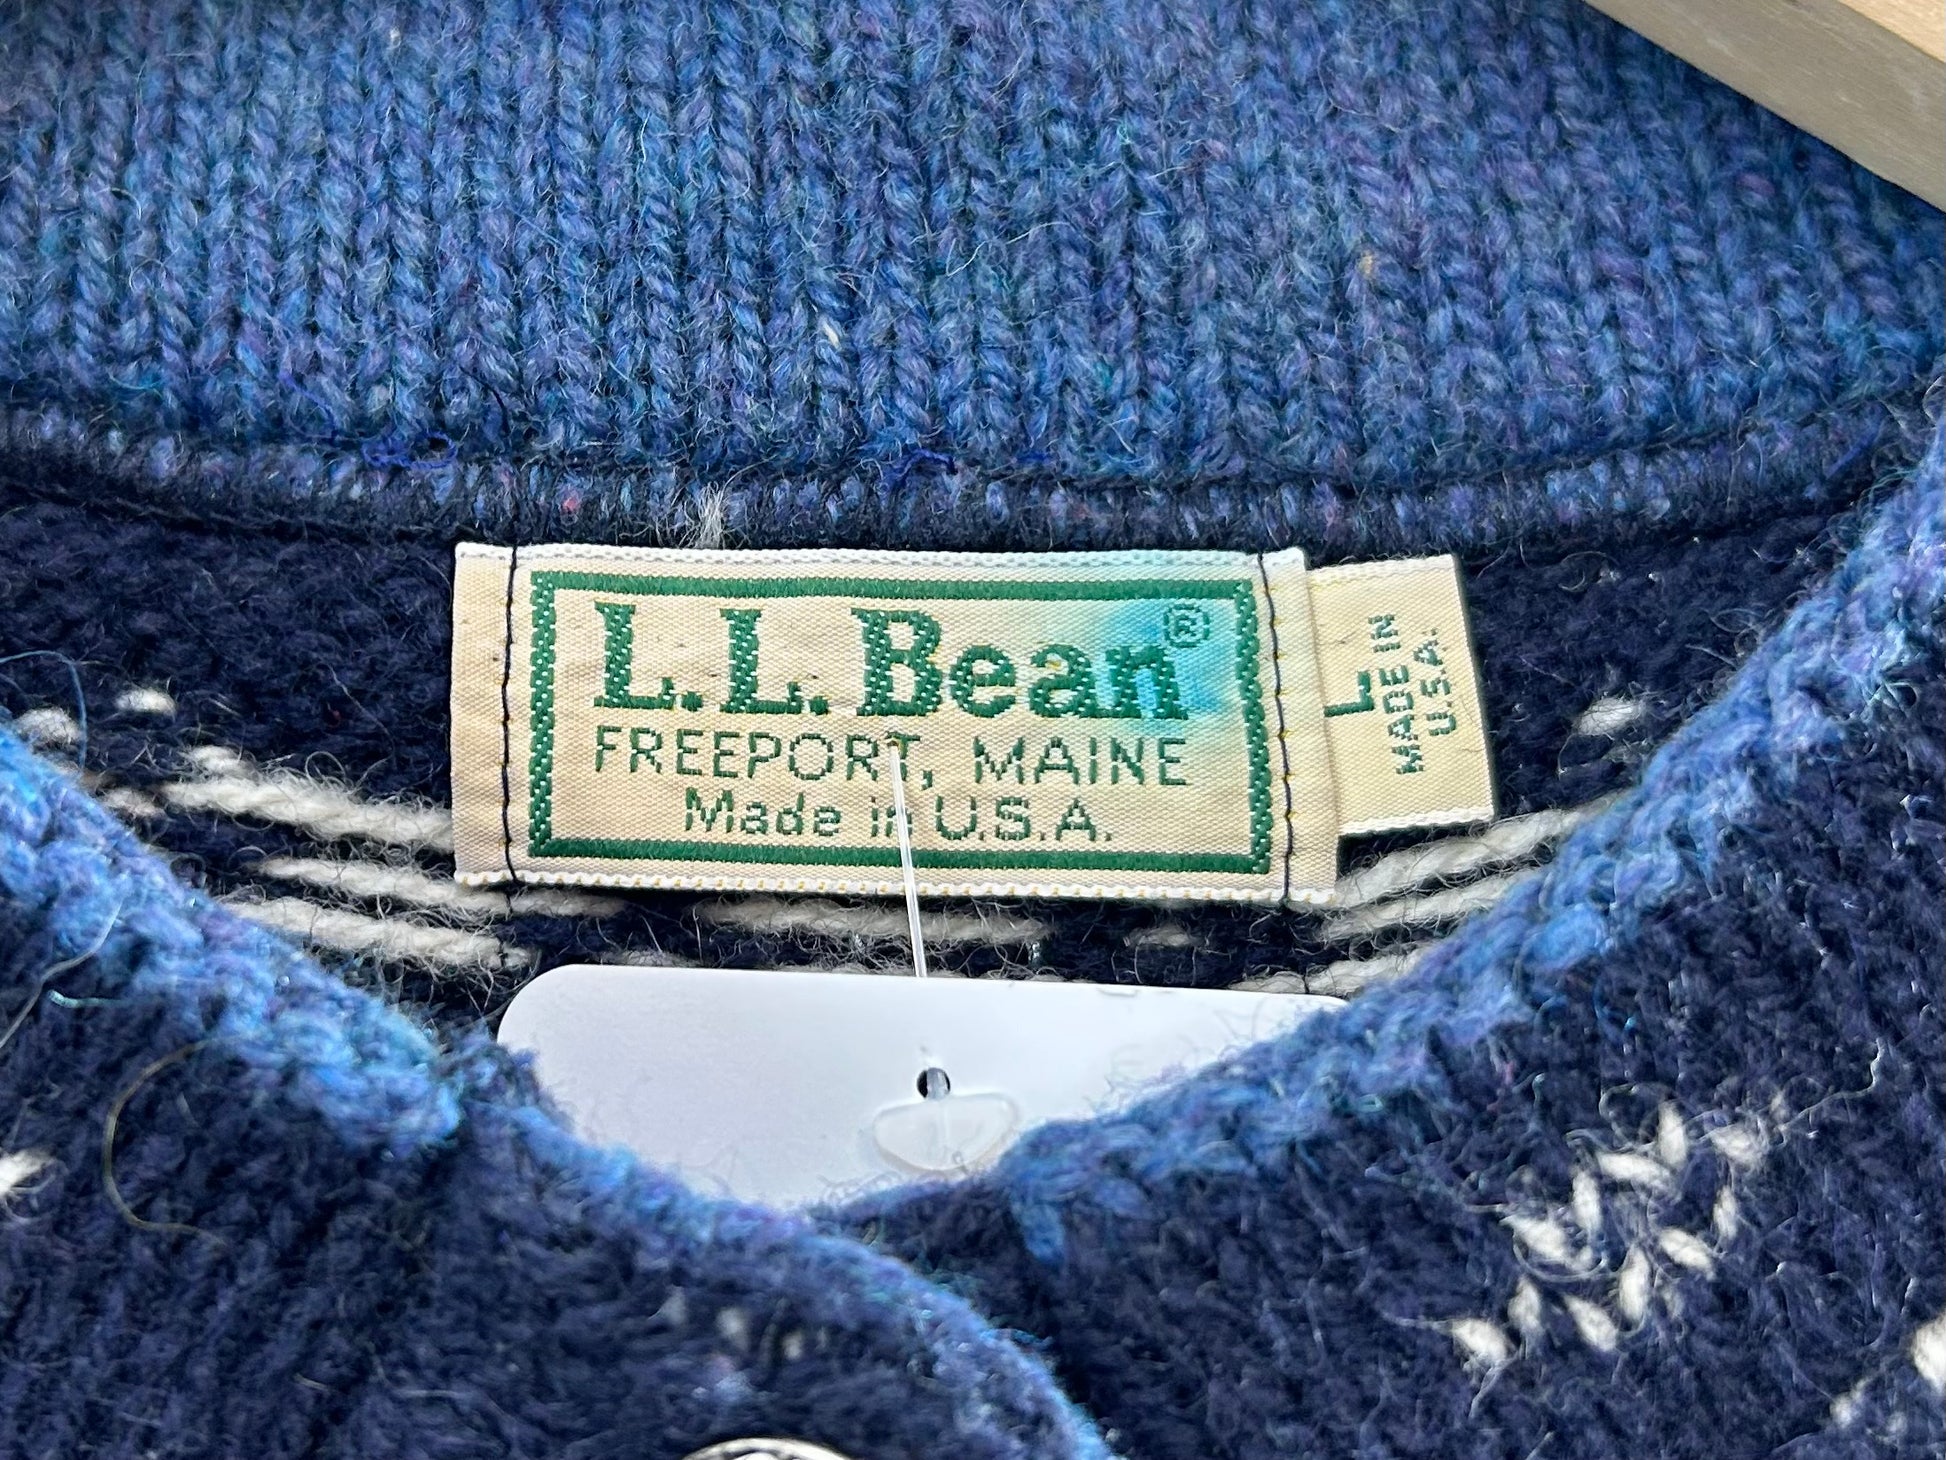 L.L.Bean®
FREEPORT, MAINE
Made in U.S.A.
L
MADE IN
U.S.A.